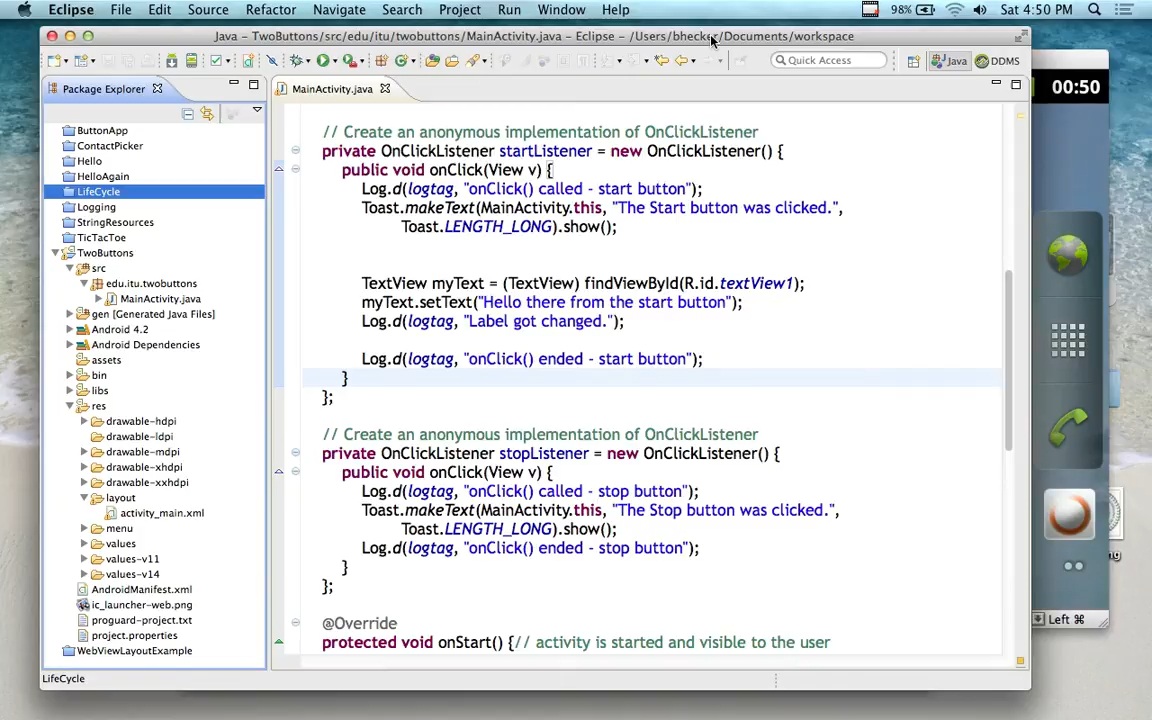 Eclipse File Edit Source Refactor Navigate Search Project Run Window Help 98% Sat 4:50 PM
Java – TwoButtons/src/edu/itu/twobuttons/MainActivity.java – Eclipse – /Users/bhecker/Documents/workspace
Quick Access Java DDMS
Package Explorer MainActivity.java
00:50
ButtonApp
ContactPicker
Hello
HelloAgain
LifeCycle
Logging
StringResources
TicTacToe
TwoButtons
src
edu.itu.twobuttons
MainActivity.java
gen [Generated Java Files]
Android 4.2
Android Dependencies
assets
bin
libs
res
drawable-hdpi
drawable-ldpi
drawable-mdpi
drawable-xhdpi
drawable-xxhdpi
layout
activity_main.xml
menu
values
values-v11
values-v14
AndroidManifest.xml
ic_launcher-web.png
proguard-project.txt
project.properties
WebViewLayoutExample
// Create an anonymous implementation of OnClickListener
private OnClickListener startListener = new OnClickListener() {
public void onClick(View v) {
Log.d(logtag, "onClick() called - start button");
Toast.makeText(MainActivity.this, "The Start button was clicked.",
Toast.LENGTH_LONG).show();
TextView myText = (TextView) findViewById(R.id.textView1);
myText.setText("Hello there from the start button");
Log.d(logtag, "Label got changed.");
Log.d(logtag, "onClick() ended - start button");
}
};
// Create an anonymous implementation of OnClickListener
private OnClickListener stopListener = new OnClickListener() {
public void onClick(View v) {
Log.d(logtag, "onClick() called - stop button");
Toast.makeText(MainActivity.this, "The Stop button was clicked.",
Toast.LENGTH_LONG).show();
Log.d(logtag, "onClick() ended - stop button");
}
};
@Override
protected void onStart() {// activity is started and visible to the user
Left ⌘
LifeCycle